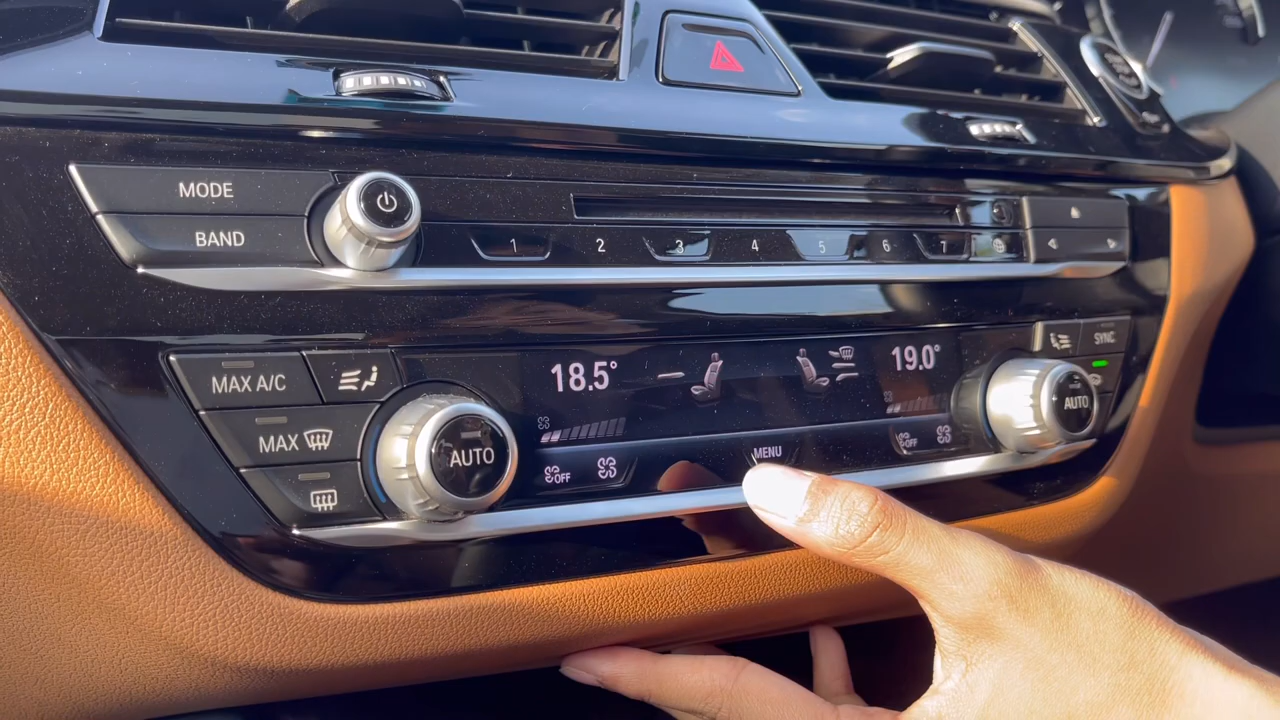 MODE
BAND
1 2 3 4 5 6 7
MAX A/C
18.5°
19.0°
SYNC
MAX
AUTO
AUTO
MENU
OFF
OFF